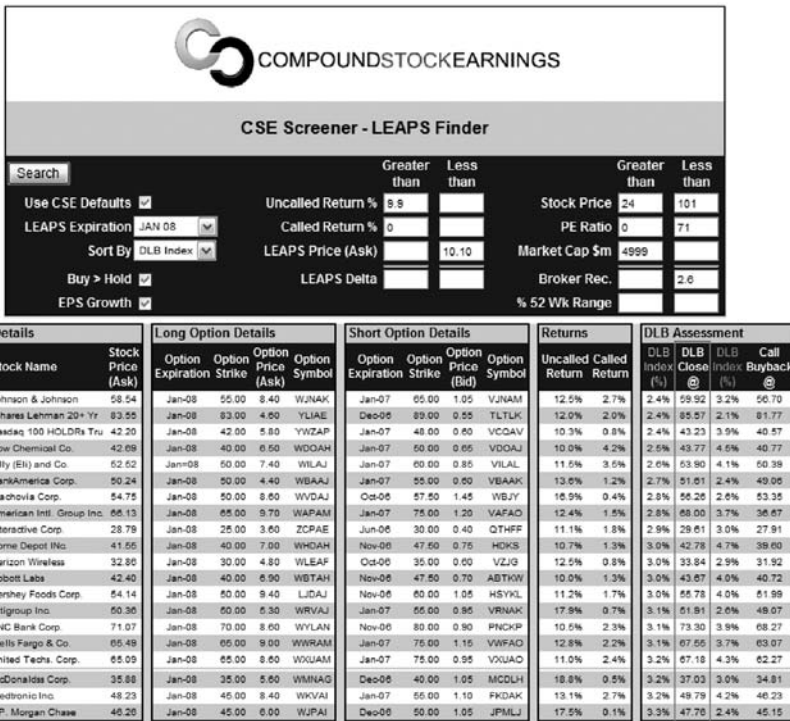 COMPOUNDSTOCKEARNINGS
CSE Screener - LEAPS Finder
Search
Greater than Less than Greater than Less than
Use CSE Defaults Uncalled Return % 9.9 Stock Price 24 101
LEAPS Expiration JAN 08 Called Return % 0 PE Ratio 0 71
Sort By DLB Index LEAPS Price (Ask) 10.10 Market Cap $m 4999
Buy > Hold LEAPS Delta Broker Rec. 2.6
EPS Growth % 52 Wk Range
Details Long Option Details Short Option Details Returns DLB Assessment
Stock Name Stock Price (Ask) Option Expiration Option Strike Option Price (Ask) Option Symbol Option Expiration Option Strike Option Price (Bid) Option Symbol Uncalled Return Called Return DLB Index (%) DLB Close @ DLB Index (%) Call Buyback @
ohnson & Johnson 58.54 Jan-08 55.00 8.40 WJNAK Jan-07 65.00 1.05 VJNAM 12.5% 2.7% 2.4% 59.92 3.2% 56.70
hares Lehman 20+ Yr 83.55 Jan-08 83.00 4.60 YLIAE Dec-06 89.00 0.55 TLTLK 12.0% 2.0% 2.4% 85.57 2.1% 81.77
asdaq 100 HOLDRs Tru 42.20 Jan-08 42.00 5.80 YWZAP Jan-07 48.00 0.60 VCQAV 10.3% 0.8% 2.4% 43.23 3.9% 40.57
ow Chemical Co. 42.69 Jan-08 40.00 6.50 WDOAH Jan-07 50.00 0.65 VDOAJ 10.0% 4.2% 2.5% 43.77 4.5% 40.77
lly (Eli) and Co. 52.52 Jan=08 50.00 7.40 WILAJ Jan-07 60.00 0.85 VILAL 11.5% 3.5% 2.6% 53.90 4.1% 50.39
ankAmerica Corp. 50.24 Jan-08 50.00 4.40 WBAAJ Jan-07 55.00 0.60 VBAAK 13.6% 1.2% 2.7% 51.61 2.4% 49.06
achovia Corp. 54.75 Jan-08 50.00 8.60 WVDAJ Oct-06 57.50 1.45 WBJY 16.9% 0.4% 2.8% 56.26 2.6% 53.35
merican Intl. Group Inc. 66.13 Jan-08 65.00 9.70 WAPAM Jan-07 75.00 1.20 VAFAO 12.4% 1.5% 2.8% 68.00 3.7% 36.67
teractive Corp. 28.79 Jan-08 25.00 3.60 ZCPAE Jun-06 30.00 0.40 QTHFF 11.1% 1.8% 2.9% 29.61 3.0% 27.91
ome Depot INc. 41.55 Jan-08 40.00 7.00 WHDAH Nov-06 47.50 0.75 HDKS 10.7% 1.3% 3.0% 42.78 4.7% 39.60
erizon Wireless 32.86 Jan-08 30.00 4.80 WLEAF Oct-06 35.00 0.60 VZJG 12.5% 0.8% 3.0% 33.84 2.9% 31.92
bbott Labs 42.40 Jan-08 40.00 6.90 WBTAH Nov-06 47.50 0.70 ABTKW 10.0% 1.3% 3.0% 43.67 4.0% 40.72
ershey Foods Corp. 54.14 Jan-08 50.00 9.40 LJDAJ Nov-06 60.00 1.05 HSYKL 11.2% 1.7% 3.0% 55.78 4.0% 51.99
itigroup Inc. 50.36 Jan-08 50.00 5.30 WRVAJ Jan-07 55.00 0.95 VRNAK 17.9% 0.7% 3.1% 51.91 2.6% 49.07
NC Bank Corp. 71.07 Jan-08 70.00 8.60 WYLAN Nov-06 80.00 0.90 PNCKP 10.5% 2.3% 3.1% 73.30 3.9% 68.27
ells Fargo & Co. 65.49 Jan-08 65.00 9.00 WWRAM Jan-07 75.00 1.15 VWFAO 12.8% 2.2% 3.1% 67.55 3.7% 63.07
nited Techs. Corp. 65.09 Jan-08 65.00 8.60 WXUAM Jan-07 75.00 0.95 VXUAO 11.0% 2.4% 3.2% 67.18 4.3% 62.27
cDonaldas Corp. 35.88 Jan-08 35.00 5.60 WMNAG Dec-06 40.00 1.05 MCDLH 18.8% 0.5% 3.2% 37.03 3.0% 34.81
edtronic Inc. 48.23 Jan-08 45.00 8.40 WKVAI Jan-07 55.00 1.10 FKDAK 13.1% 2.7% 3.2% 49.79 4.2% 46.23
.P. Morgan Chase 46.26 Jan-08 45.00 6.00 WJPAI Dec-06 50.00 1.05 JPMLJ 17.5% 0.1% 3.3% 47.76 2.4% 45.15